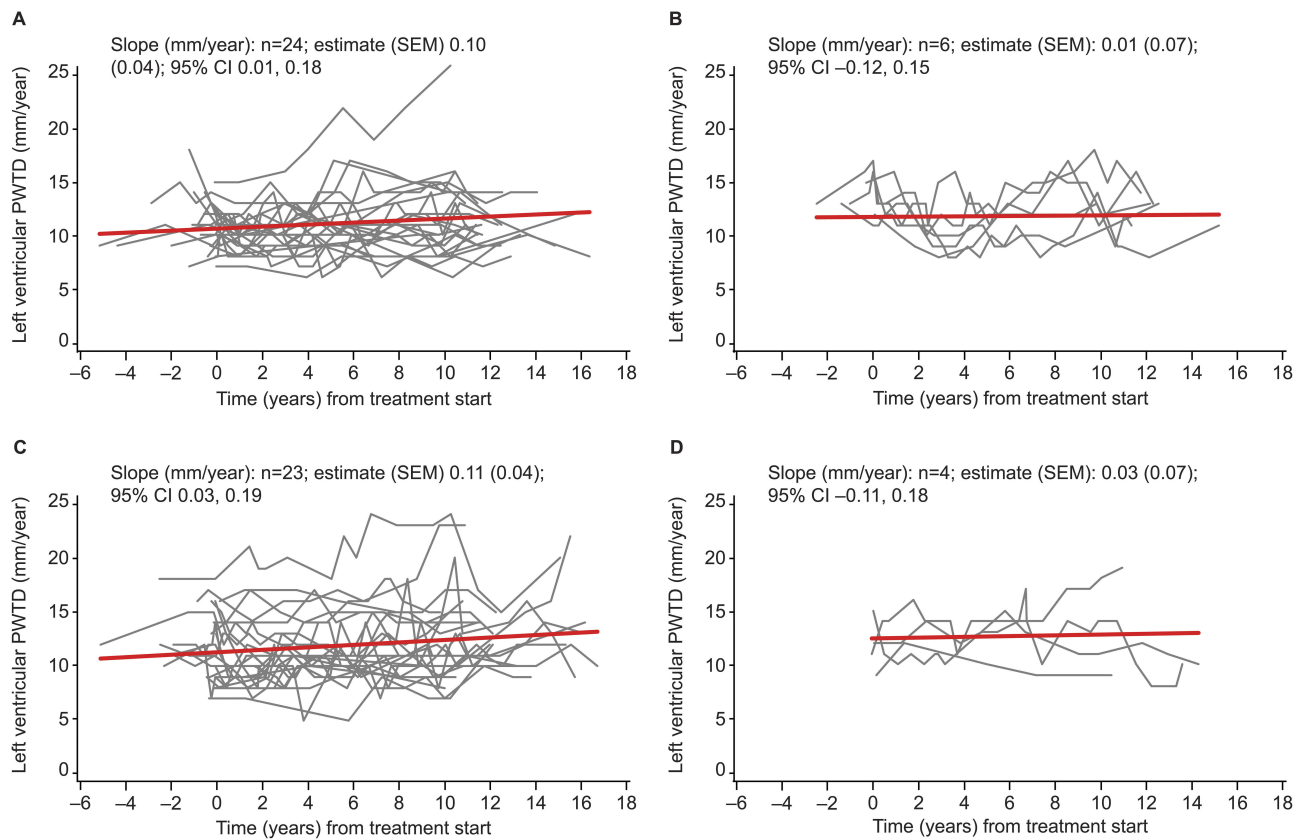 A
Slope (mm/year): n=24; estimate (SEM) 0.10
(0.04); 95% CI 0.01, 0.18
Left ventricular PWTD (mm/year)
25
20
15
10
5
0
–6 –4 –2 0 2 4 6 8 10 12 14 16 18
Time (years) from treatment start
B
Slope (mm/year): n=6; estimate (SEM): 0.01 (0.07);
95% CI –0.12, 0.15
Left ventricular PWTD (mm/year)
25
20
15
10
5
0
–6 –4 –2 0 2 4 6 8 10 12 14 16 18
Time (years) from treatment start
C
Slope (mm/year): n=23; estimate (SEM) 0.11 (0.04);
95% CI 0.03, 0.19
Left ventricular PWTD (mm/year)
25
20
15
10
5
0
–6 –4 –2 0 2 4 6 8 10 12 14 16 18
Time (years) from treatment start
D
Slope (mm/year): n=4; estimate (SEM): 0.03 (0.07);
95% CI –0.11, 0.18
Left ventricular PWTD (mm/year)
25
20
15
10
5
0
–6 –4 –2 0 2 4 6 8 10 12 14 16 18
Time (years) from treatment start